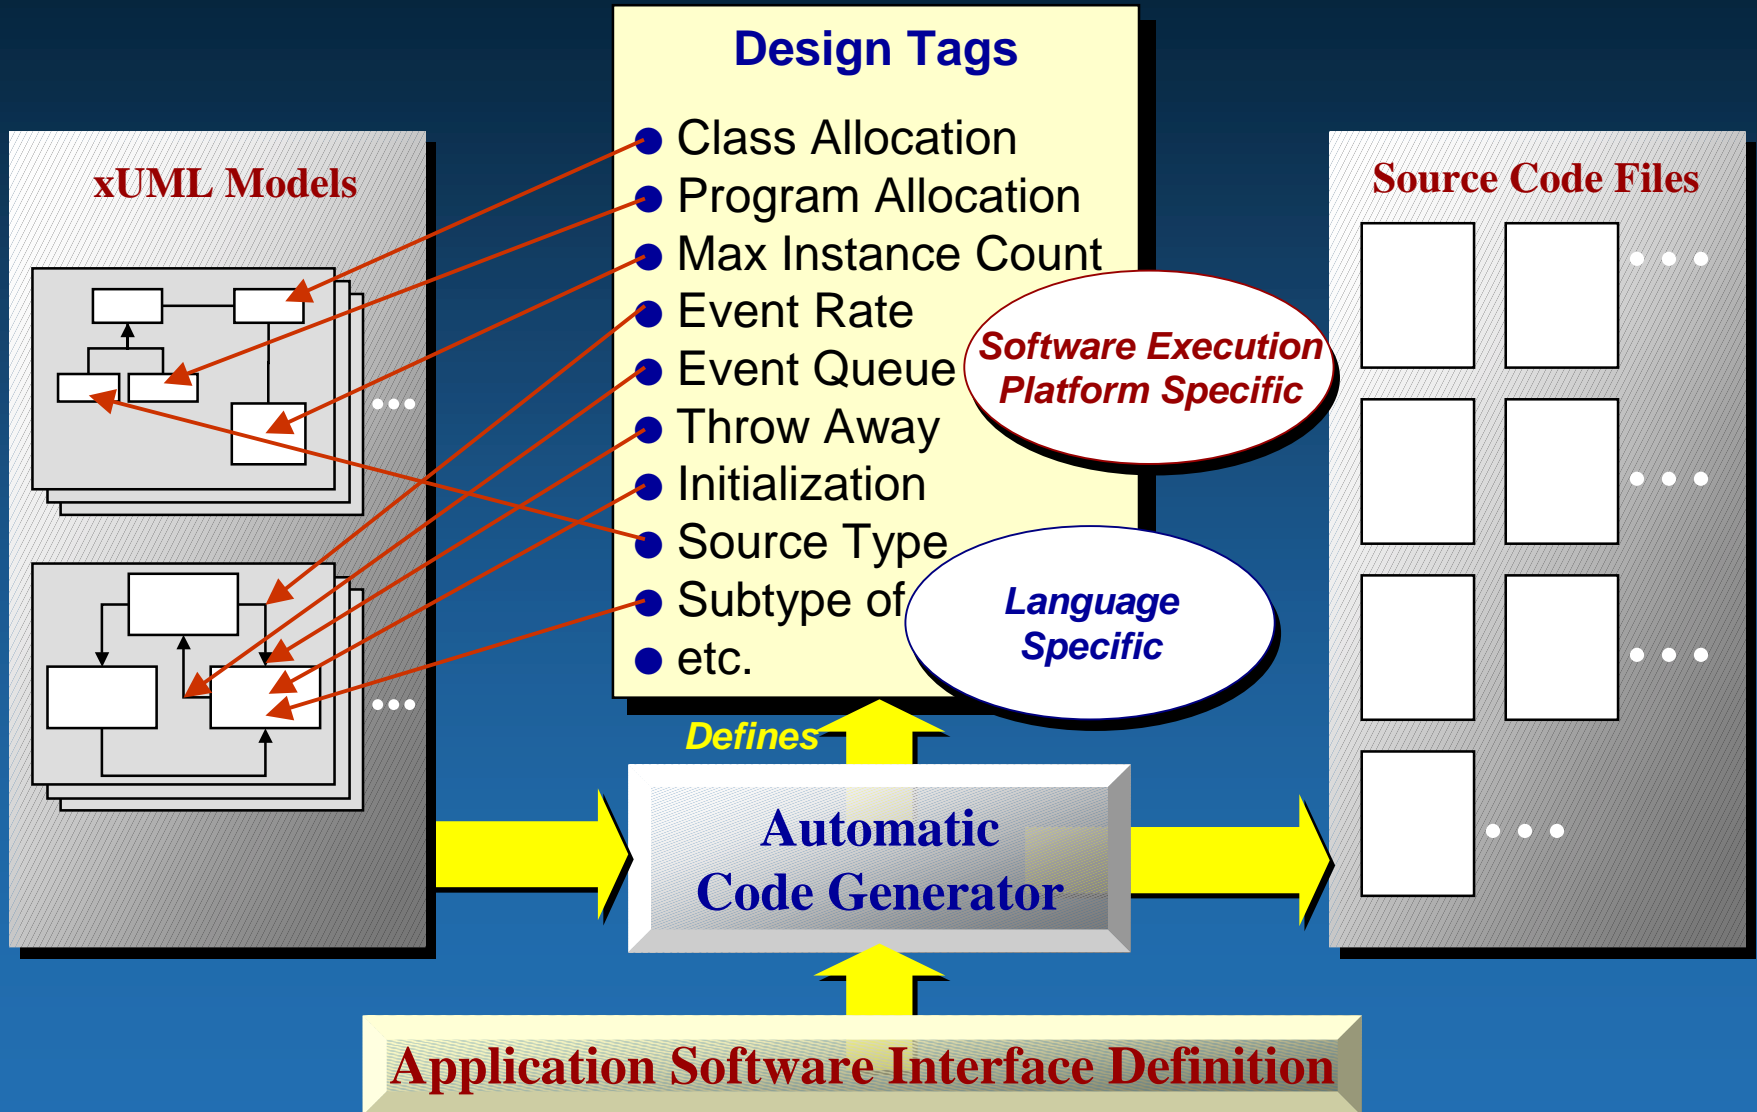 Design Tags
Class Allocation
Program Allocation
Max Instance Count
Event Rate
Event Queue
Throw Away
Initialization
Source Type
Subtype of
etc.
xUML Models
...
...
Software Execution
Platform Specific
Language
Specific
Source Code Files
...
...
...
...
Defines
Automatic
Code Generator
Application Software Interface Definition